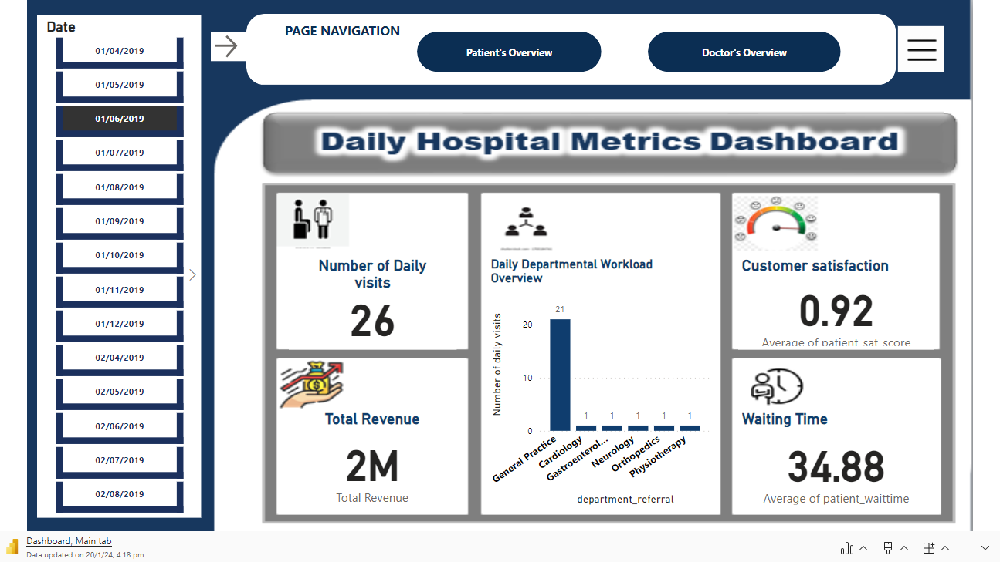 Date
01/04/2019
01/05/2019
01/06/2019
01/07/2019
01/08/2019
01/09/2019
01/10/2019
01/11/2019
01/12/2019
02/04/2019
02/05/2019
02/06/2019
02/07/2019
02/08/2019
PAGE NAVIGATION
Patient's Overview
Doctor's Overview
Daily Hospital Metrics Dashboard
Number of Daily
visits
26
Total Revenue
2M
Total Revenue
Daily Departmental Workload
Overview
Number of daily visits
20
10
0
21
1
1
1
1
1
General Practice
Cardiology
Gastroenterol...
Neurology
Orthopedics
Physiotherapy
department_referral
Customer satisfaction
0.92
Average of patient_sat_score
Waiting Time
34.88
Average of patient_waittime
Dashboard, Main tab
Data updated on 20/1/24, 4:18 pm